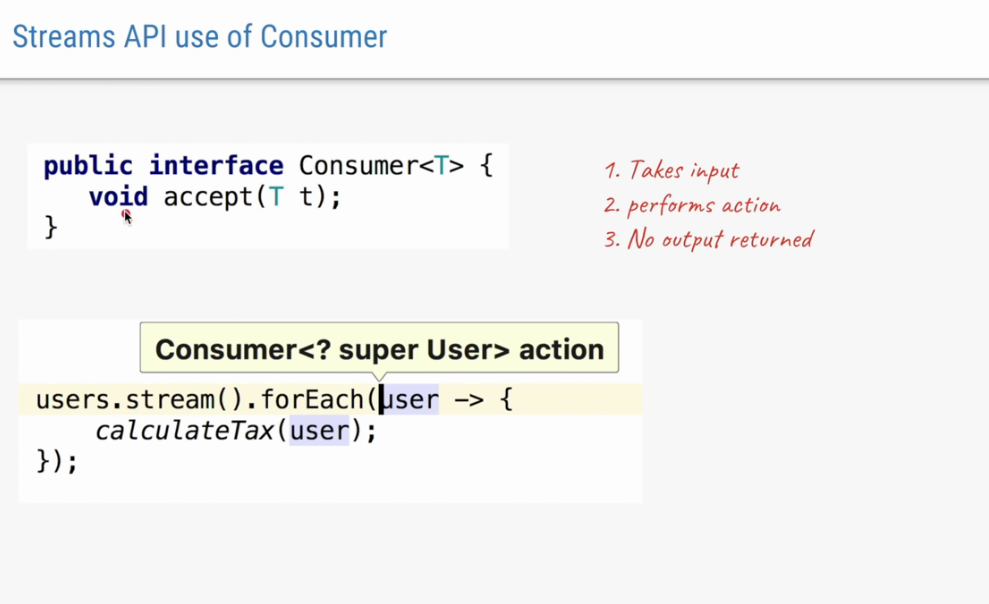 Streams API use of Consumer
public interface Consumer<T> {
void accept(T t);
}
1. Takes input
2. performs action
3. No output returned
Consumer<? super User> action
users.stream().forEach(user -> {
calculateTax(user);
});